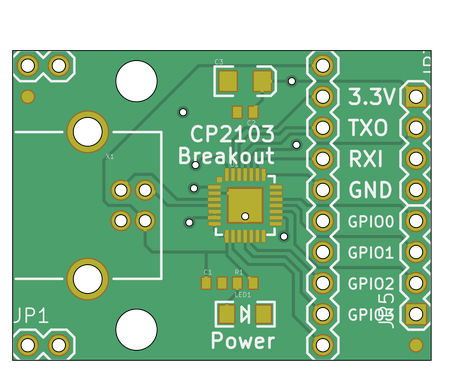 C3
JP
3.3V
C2
TXO
CP2103
Breakout
X1
RXI
GND
GPIO0
GPIO1
C1
R1
GPIO2
LED1
JP1
GPIO3
JP5
Power